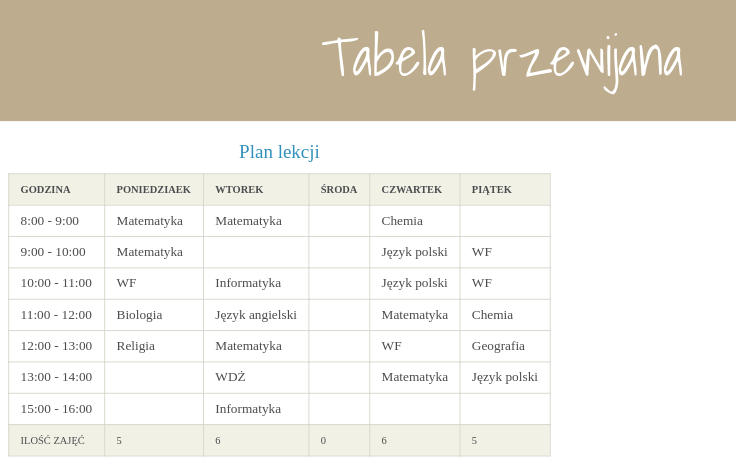 Tabela przewijana
Plan lekcji
GODZINA PONIEDZIAEK WTOREK ŚRODA CZWARTEK PIĄTEK
8:00 - 9:00 Matematyka Matematyka Chemia
9:00 - 10:00 Matematyka Język polski WF
10:00 - 11:00 WF Informatyka Język polski WF
11:00 - 12:00 Biologia Język angielski Matematyka Chemia
12:00 - 13:00 Religia Matematyka WF Geografia
13:00 - 14:00 WDŻ Matematyka Język polski
15:00 - 16:00 Informatyka
ILOŚĆ ZAJĘĆ 5 6 0 6 5